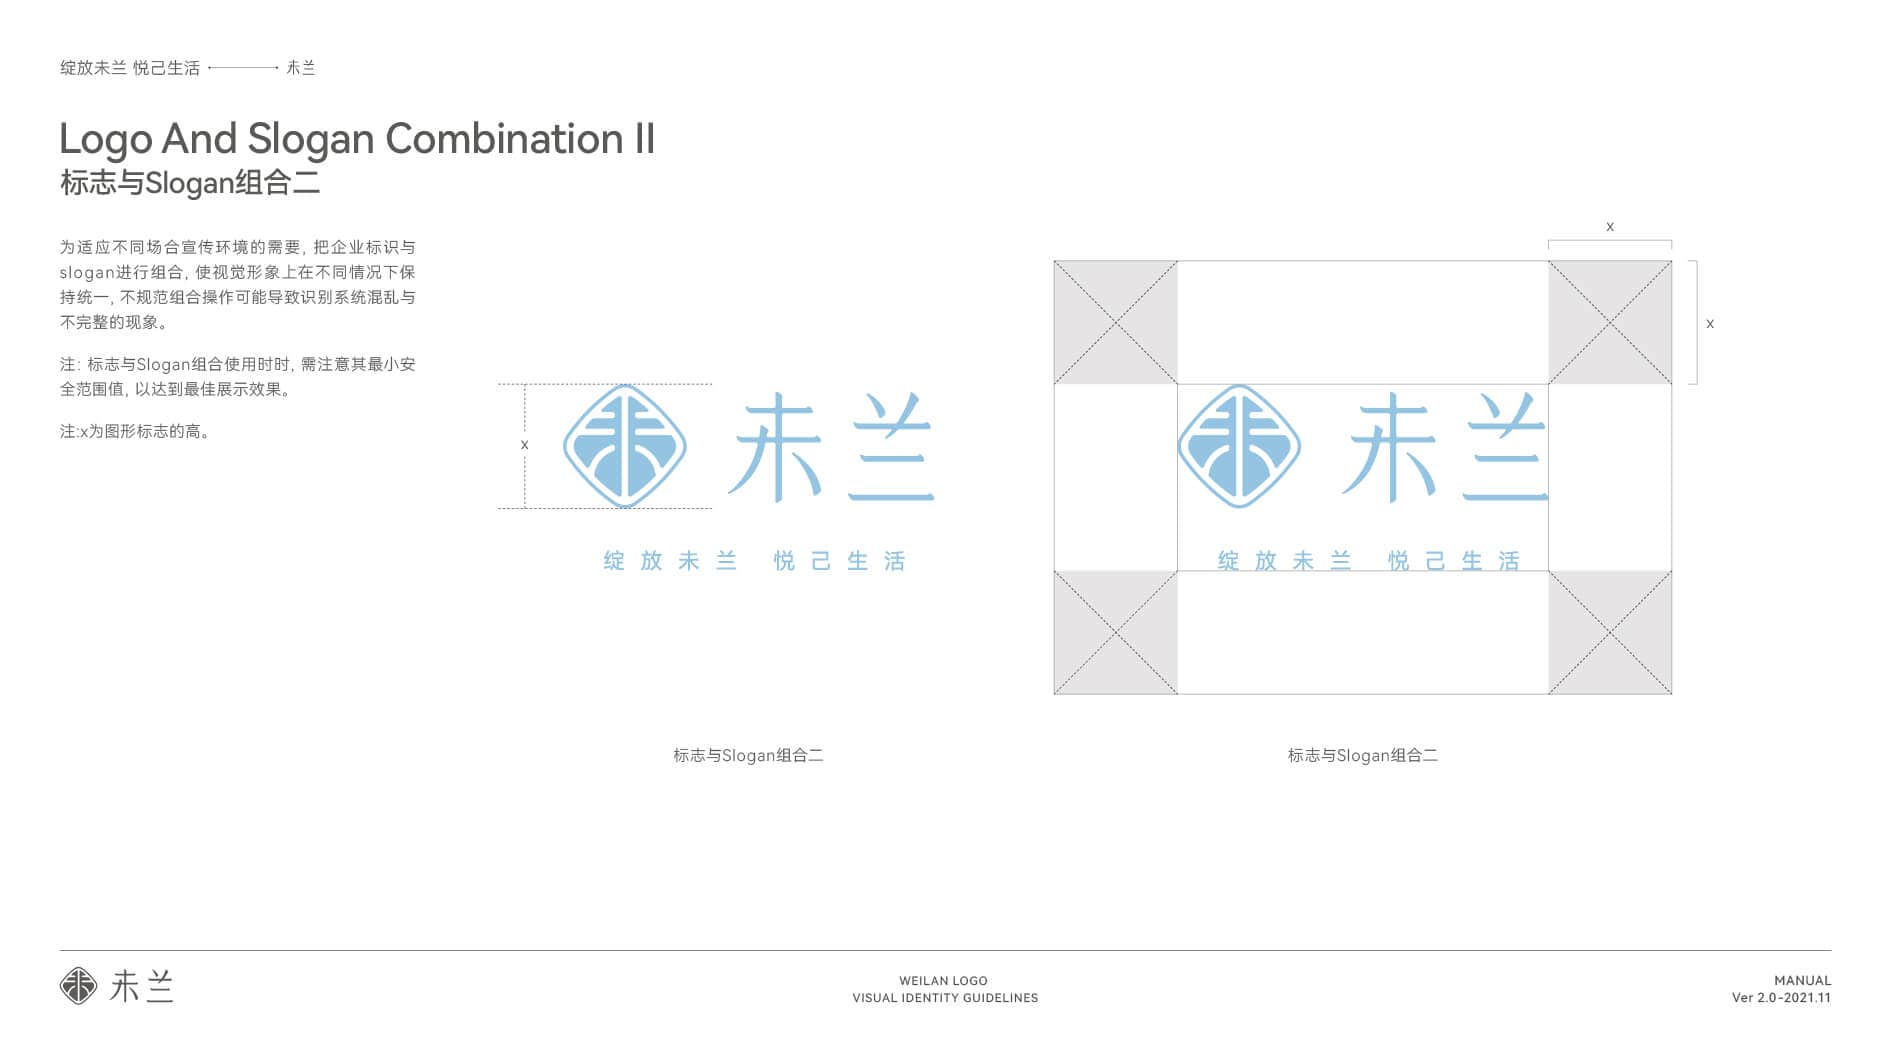 绽放未兰 悦己生活 未兰
Logo And Slogan Combination II
标志与Slogan组合二
为适应不同场合宣传环境的需要, 把企业标识与
slogan进行组合, 使视觉形象上在不同情况下保
持统一, 不规范组合操作可能导致识别系统混乱与
不完整的现象。
注: 标志与Slogan组合使用时时, 需注意其最小安
全范围值, 以达到最佳展示效果。
注:x为图形标志的高。
x
未兰
绽放未兰 悦己生活
标志与Slogan组合二
x
x
未兰
绽放未兰 悦己生活
标志与Slogan组合二
未兰
WEILAN LOGO
VISUAL IDENTITY GUIDELINES
MANUAL
Ver 2.0-2021.11